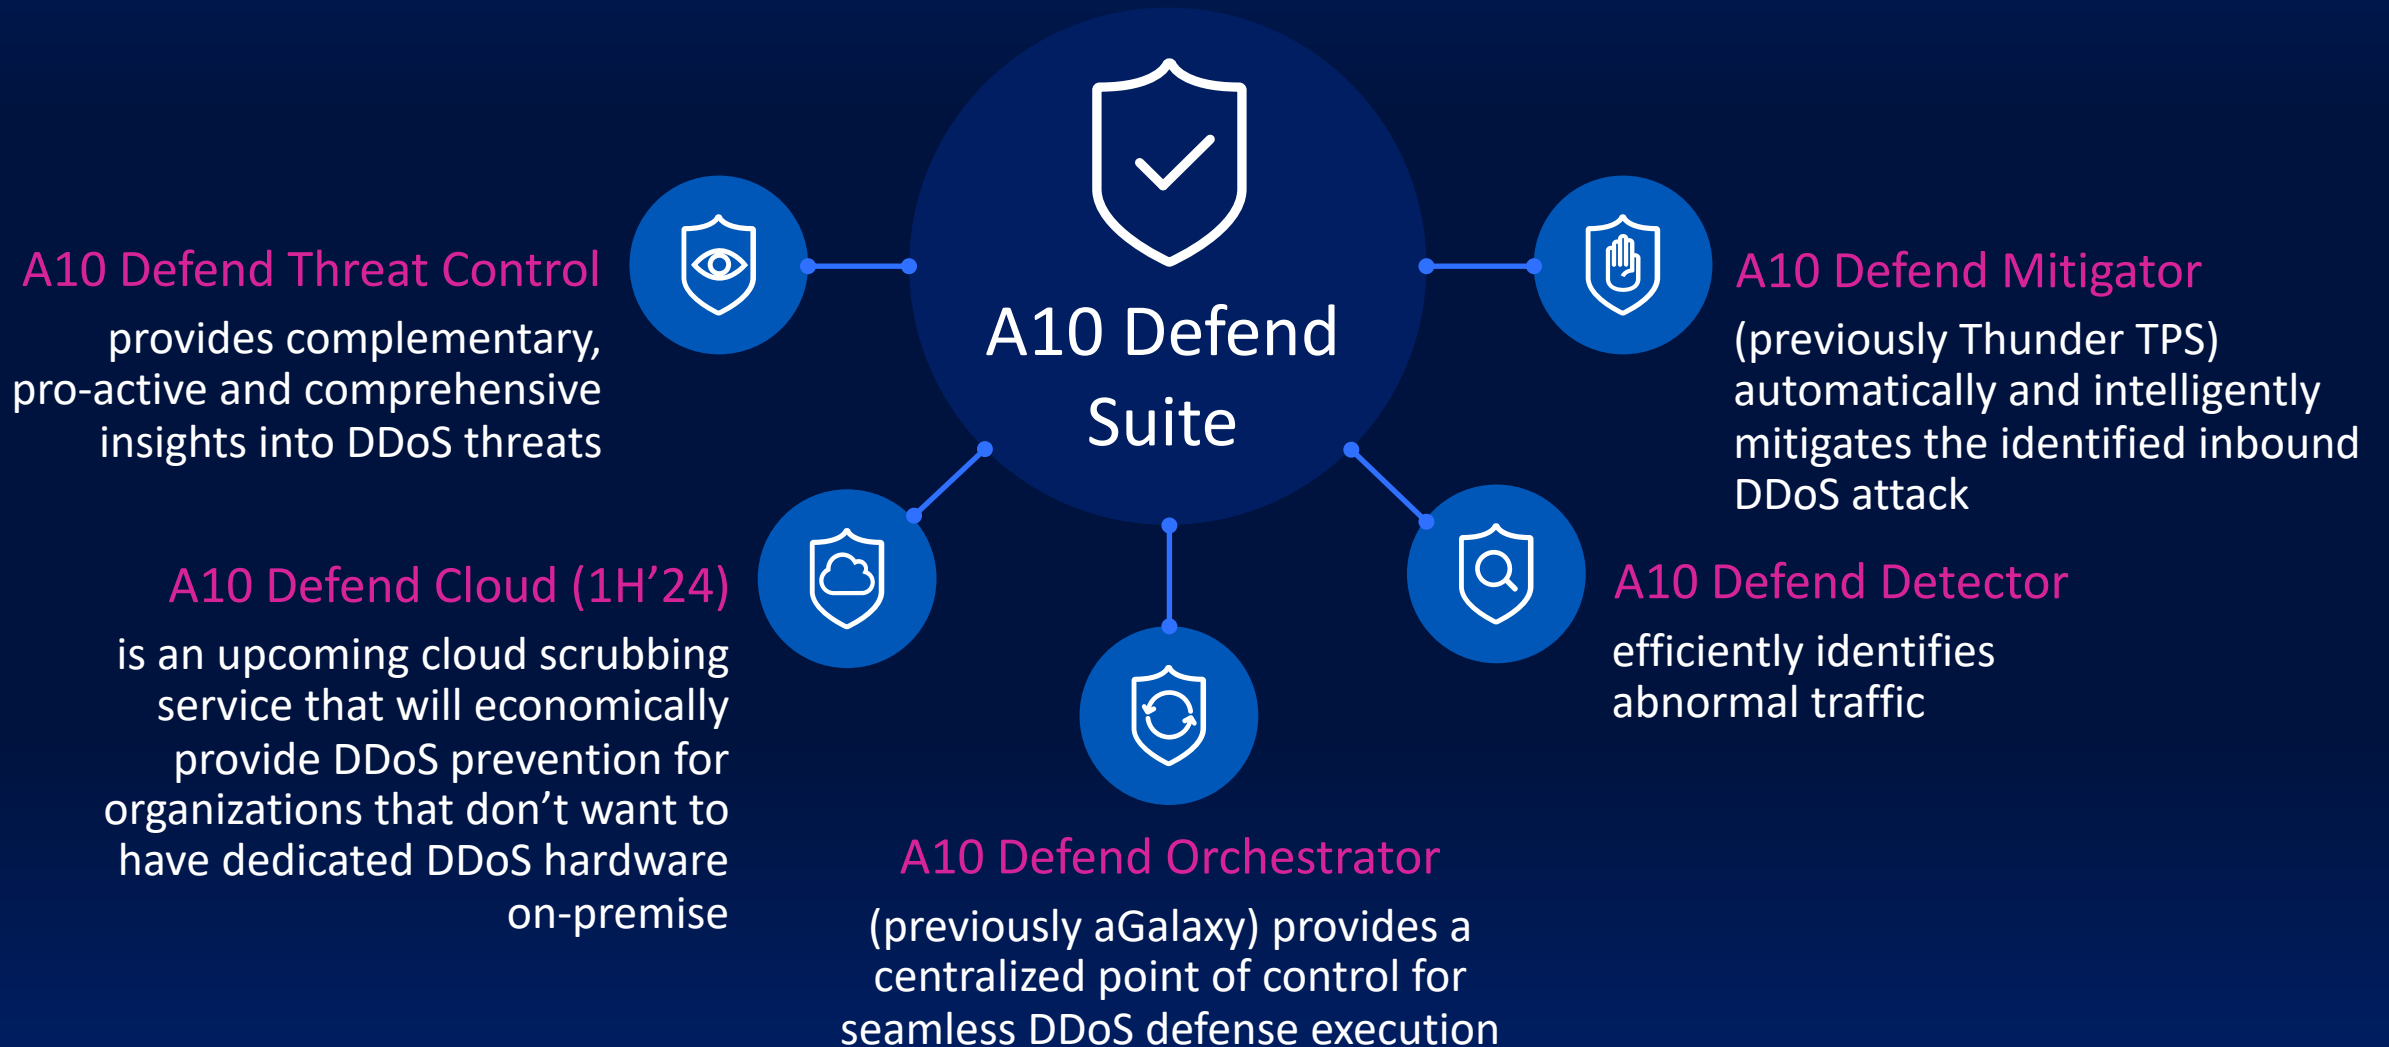 A10 Defend
Suite
A10 Defend Threat Control
provides complementary,
pro-active and comprehensive
insights into DDoS threats
A10 Defend Cloud (1H’24)
is an upcoming cloud scrubbing
service that will economically
provide DDoS prevention for
organizations that don’t want to
have dedicated DDoS hardware
on-premise
A10 Defend Orchestrator
(previously aGalaxy) provides a
centralized point of control for
seamless DDoS defense execution
A10 Defend Detector
efficiently identifies
abnormal traffic
A10 Defend Mitigator
(previously Thunder TPS)
automatically and intelligently
mitigates the identified inbound
DDoS attack